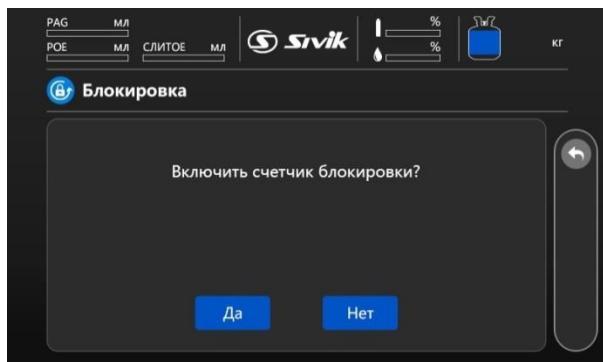 PAG мл
POE мл СЛИТОЕ мл
Sivik
%
%
кг
Блокировка
Включить счетчик блокировки?
Да Нет